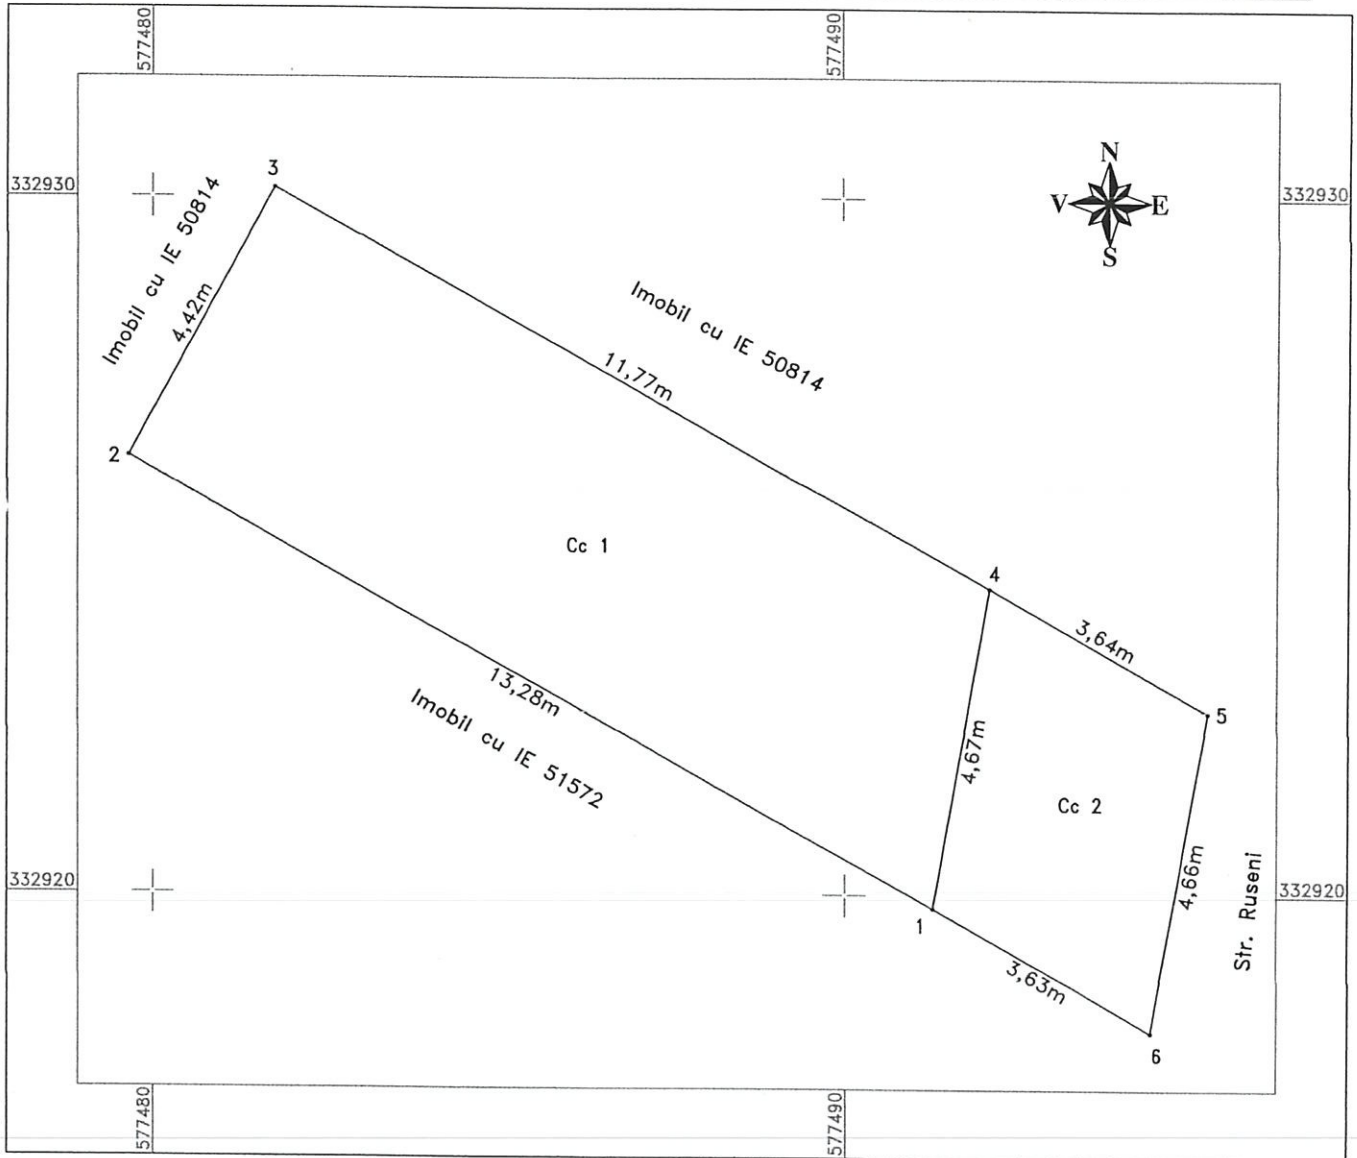 577480
577490
332930
332930
N
V
E
S
3
Imobil cu IE 50814
4,42m
Imobil cu IE 50814
11,77m
2
Cc 1
4
3,64m
5
13,28m
Imobil cu IE 51572
4,67m
Cc 2
4,66m
Str. Ruseni
332920
332920
1
3,63m
6
577480
577490